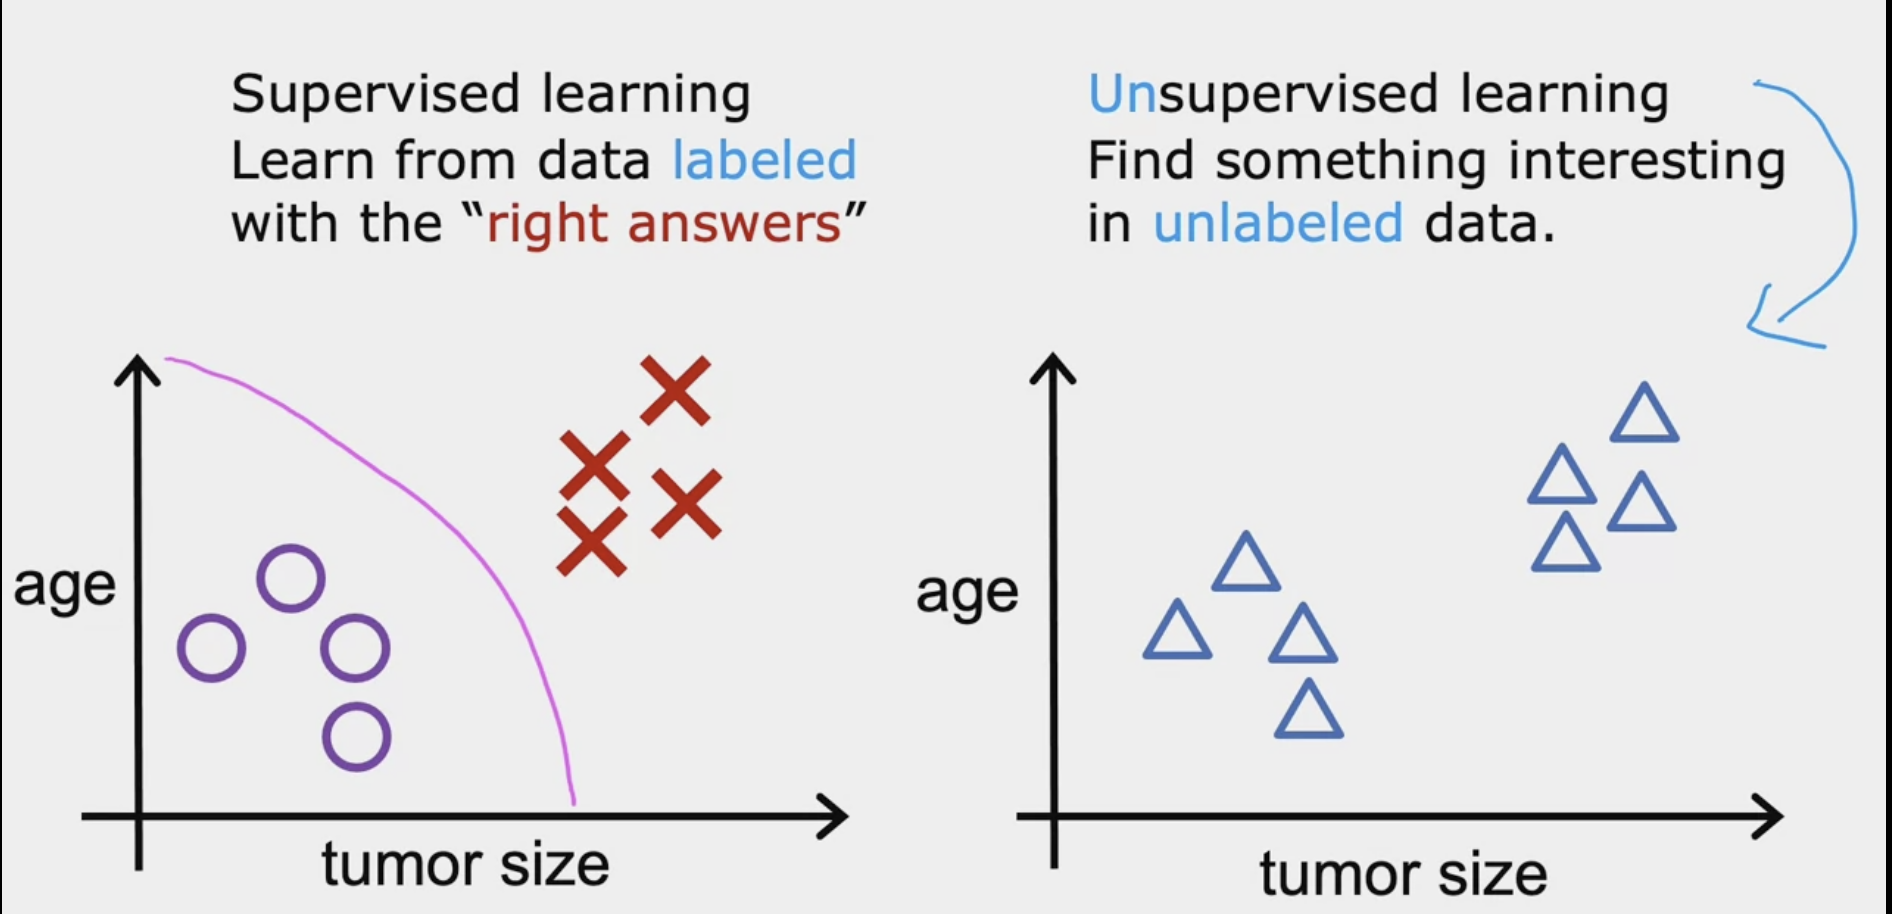 Supervised learning
Learn from data labeled
with the “right answers”
age
tumor size
Unsupervised learning
Find something interesting
in unlabeled data.
age
tumor size